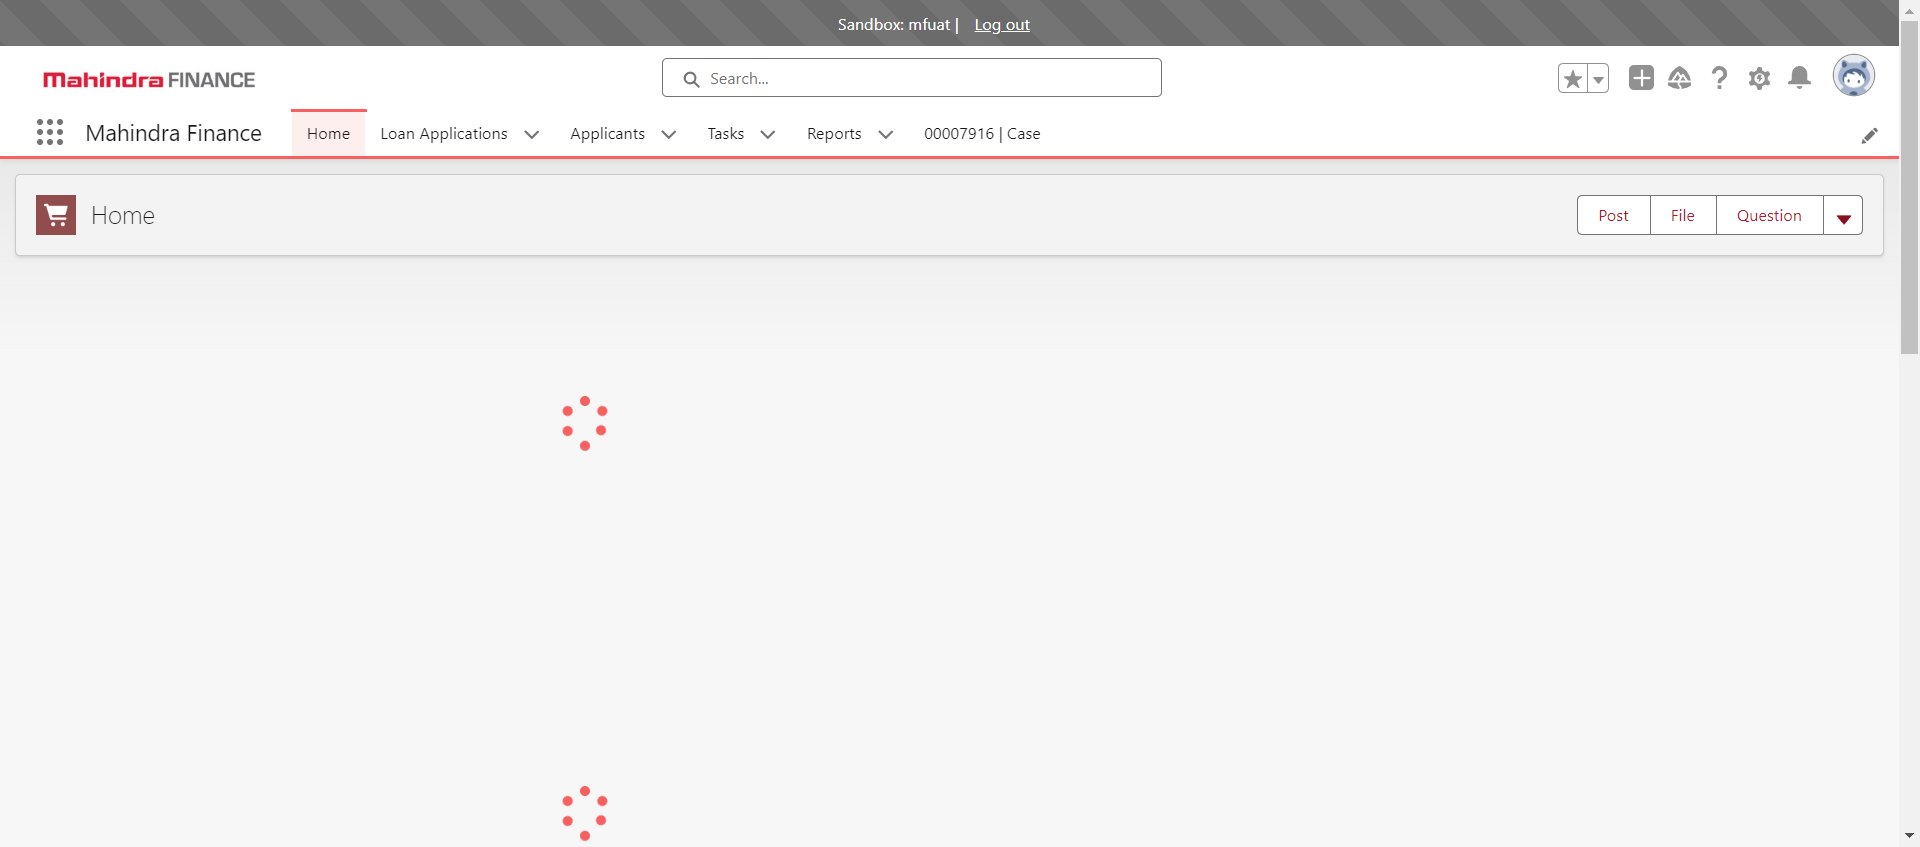 Sandbox: mfuat | Log out
Mahindra FINANCE
Search...
Mahindra Finance
Home
Loan Applications
Applicants
Tasks
Reports
00007916 | Case
Home
Post
File
Question